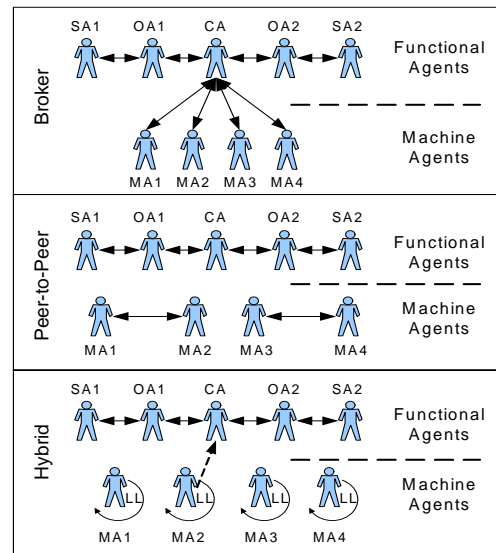 SA1 OA1 CA OA2 SA2
Functional
Agents
Broker
Machine
Agents
MA1 MA2 MA3 MA4
SA1 OA1 CA OA2 SA2
Functional
Agents
Peer-to-Peer
Machine
Agents
MA1 MA2 MA3 MA4
SA1 OA1 CA OA2 SA2
Functional
Agents
Hybrid
LL LL LL LL
Machine
Agents
MA1 MA2 MA3 MA4